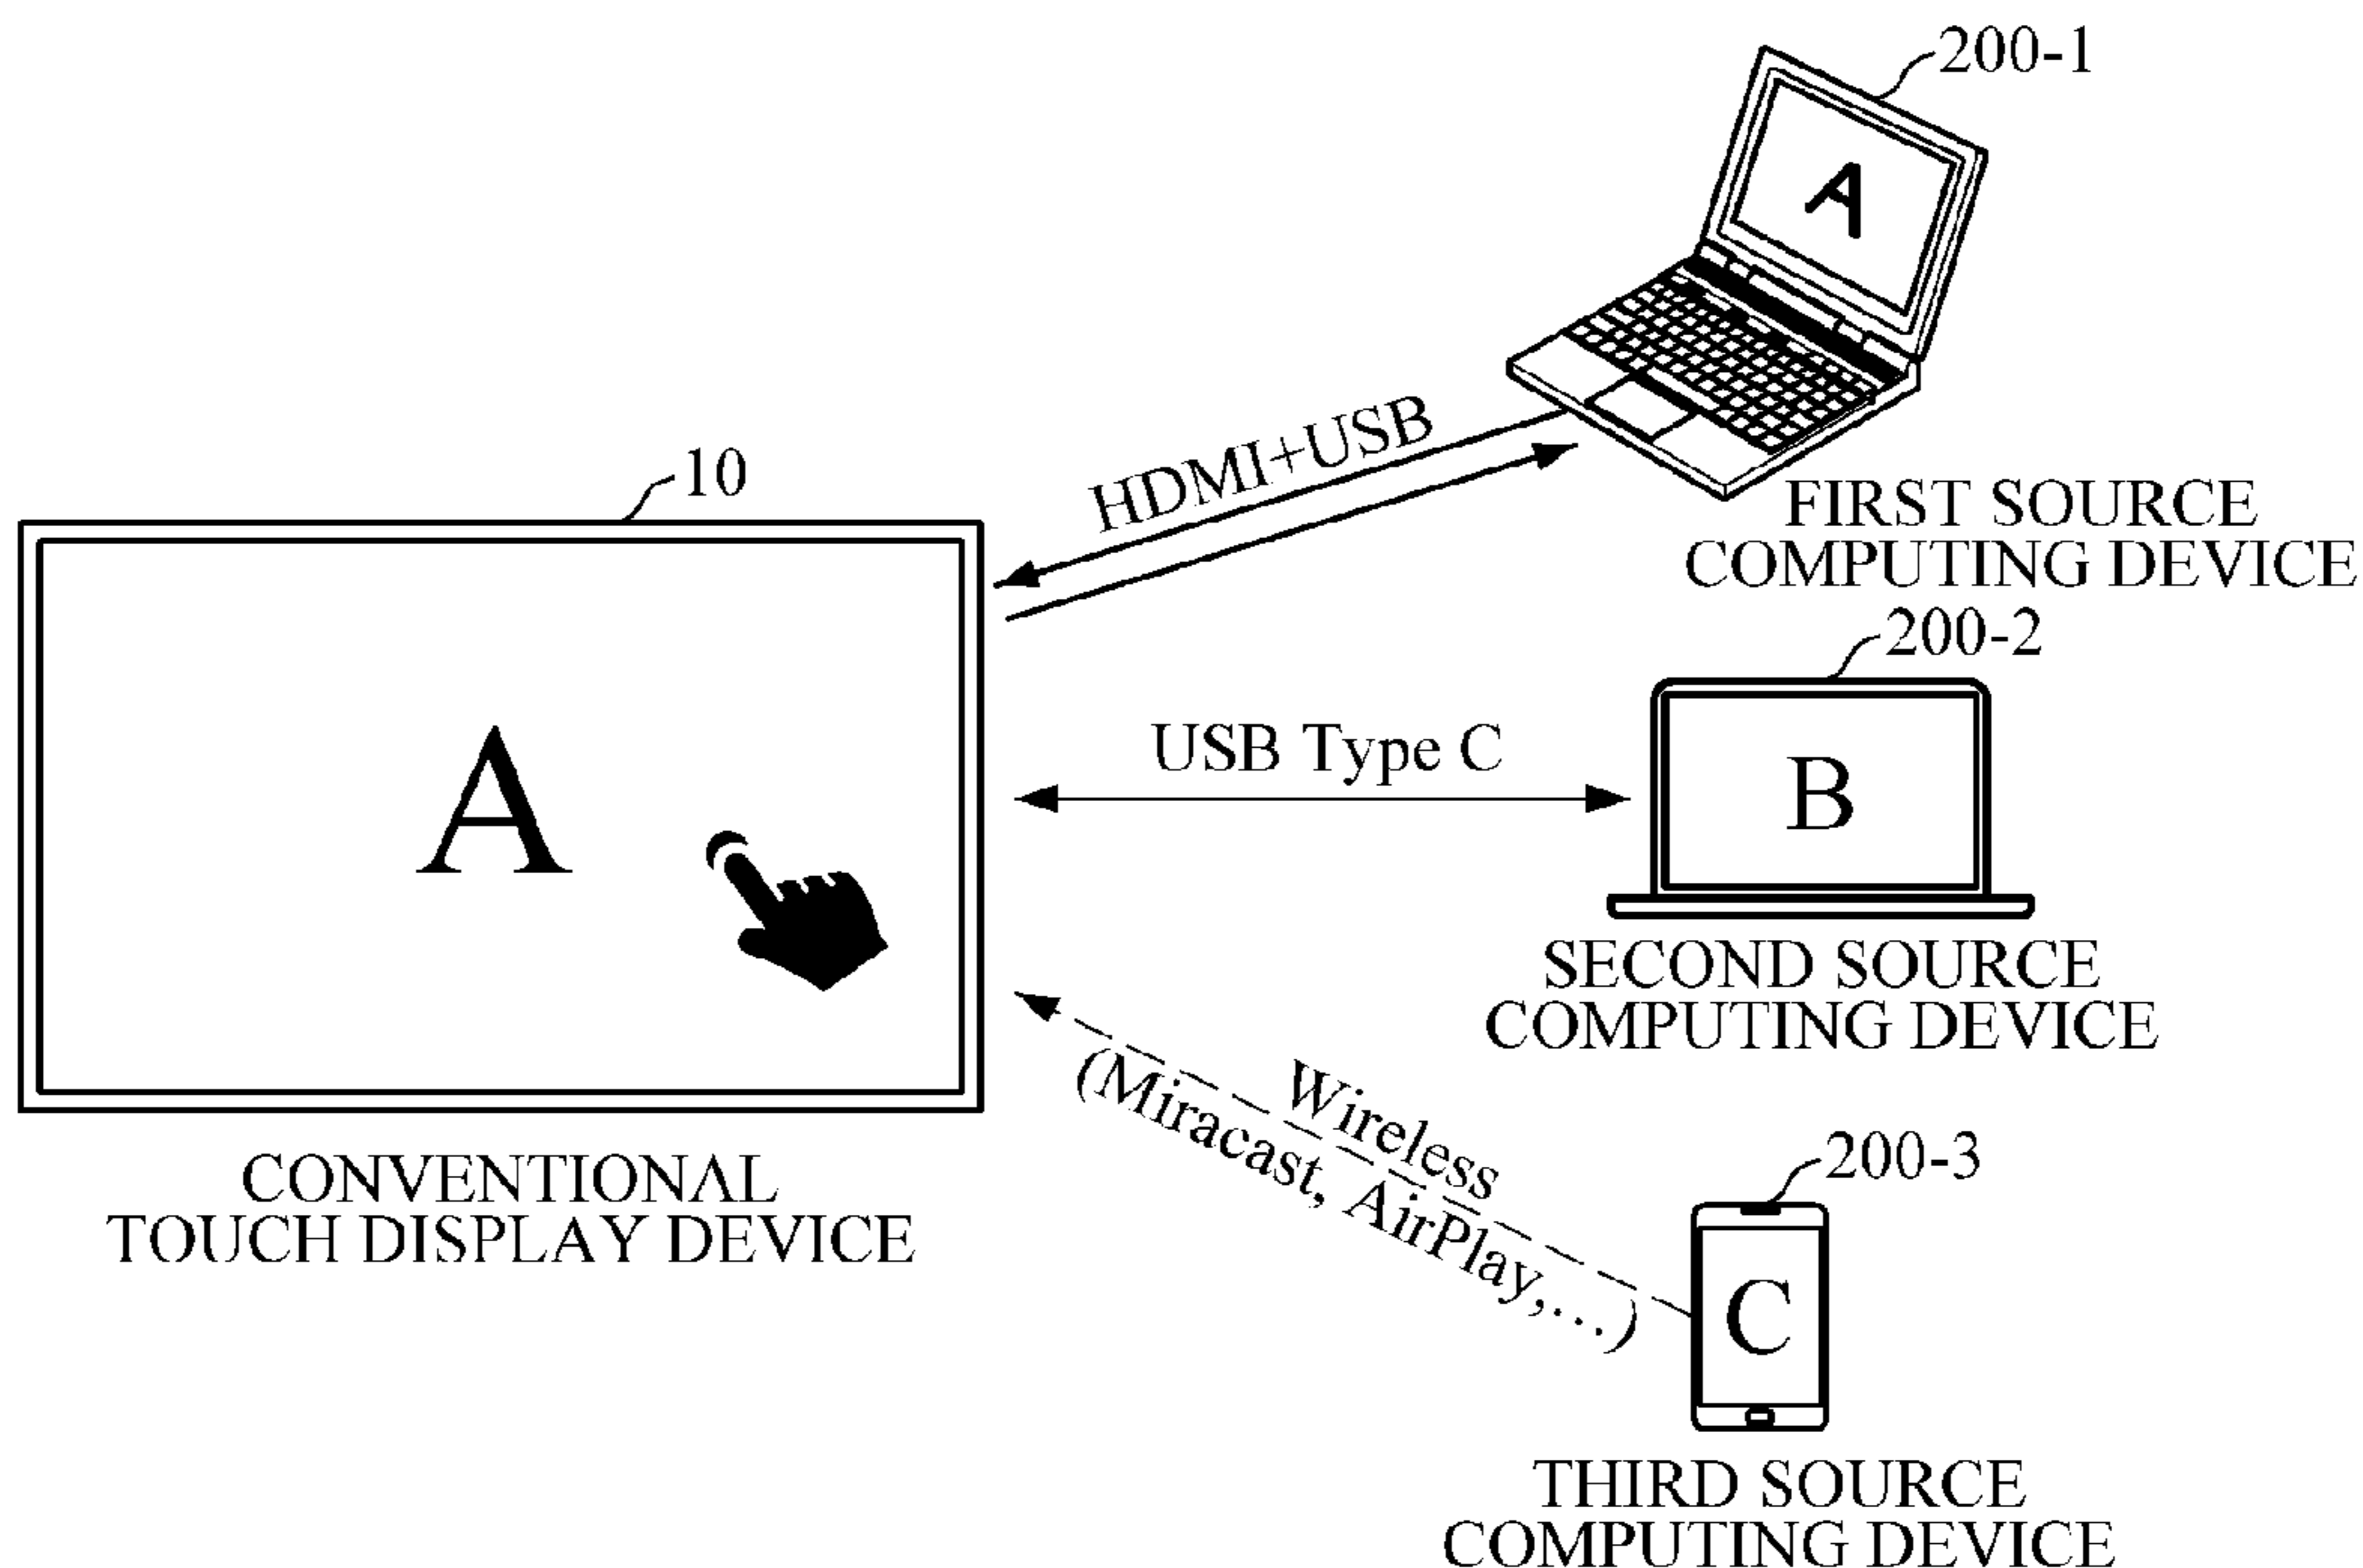 200-1
A
HDMI+USB
FIRST SOURCE
COMPUTING DEVICE
10
A
200-2
USB Type C
B
SECOND SOURCE
COMPUTING DEVICE
Wireless
(Miracast, AirPlay,...)
CONVENTIONAL
TOUCH DISPLAY DEVICE
200-3
C
THIRD SOURCE
COMPUTING DEVICE